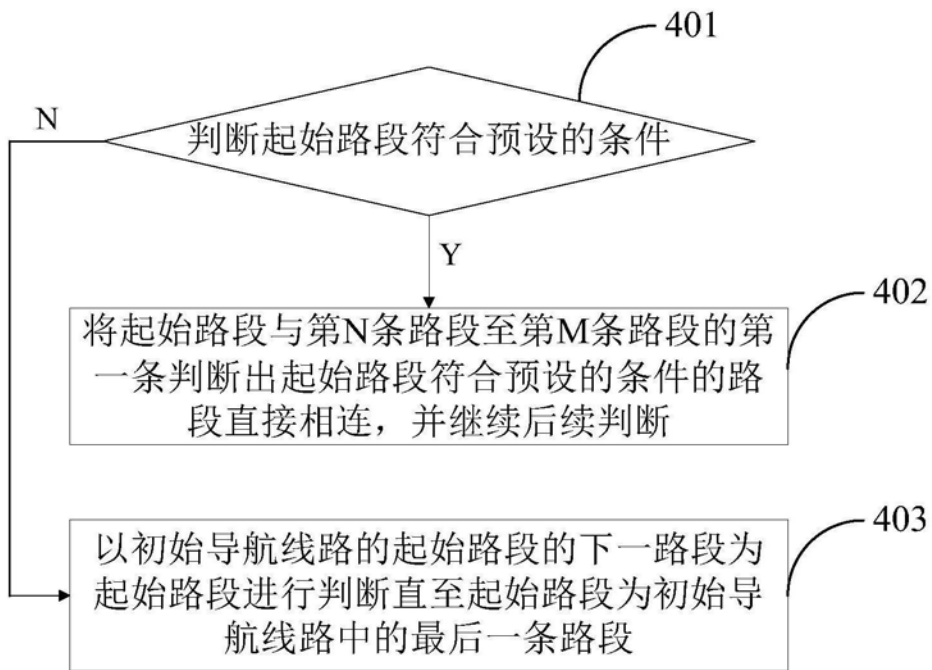 401
N
判断起始路段符合预设的条件
Y
402
将起始路段与第N条路段至第M条路段的第
一条判断出起始路段符合预设的条件的路
段直接相连，并继续后续判断
403
以初始导航线路的起始路段的下一路段为
起始路段进行判断直至起始路段为初始导
航线路中的最后一条路段